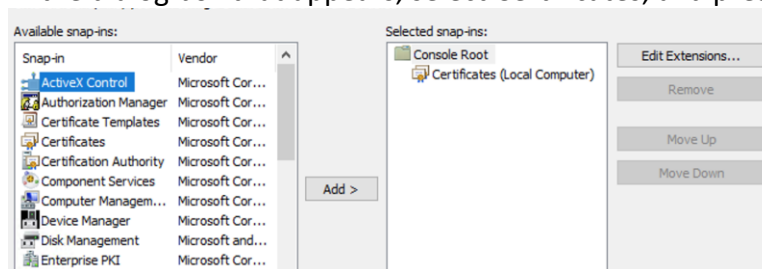 Available snap-ins:
Selected snap-ins:
Snap-in Vendor
ActiveX Control Microsoft Cor...
Authorization Manager Microsoft Cor...
Certificate Templates Microsoft Cor...
Certificates Microsoft Cor...
Certification Authority Microsoft Cor...
Component Services Microsoft Cor...
Computer Managem... Microsoft Cor...
Device Manager Microsoft Cor...
Disk Management Microsoft and...
Enterprise PKI Microsoft Cor...
Add >
Console Root
Certificates (Local Computer)
Edit Extensions...
Remove
Move Up
Move Down